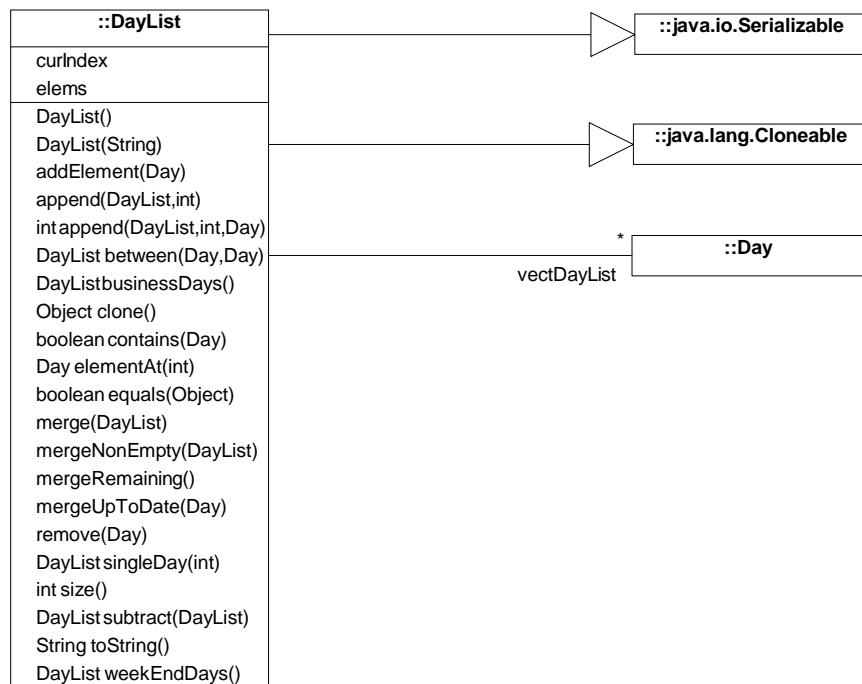 ::DayList
curIndex
elems
DayList()
DayList(String)
addElement(Day)
append(DayList,int)
int append(DayList,int,Day)
DayList between(Day,Day)
DayListbusinessDays()
Object clone()
boolean contains(Day)
Day elementAt(int)
boolean equals(Object)
merge(DayList)
mergeNonEmpty(DayList)
mergeRemaining()
mergeUpToDate(Day)
remove(Day)
DayList singleDay(int)
int size()
DayList subtract(DayList)
String toString()
DayList weekEndDays()
::java.io.Serializable
::java.lang.Cloneable
*
vectDayList
::Day